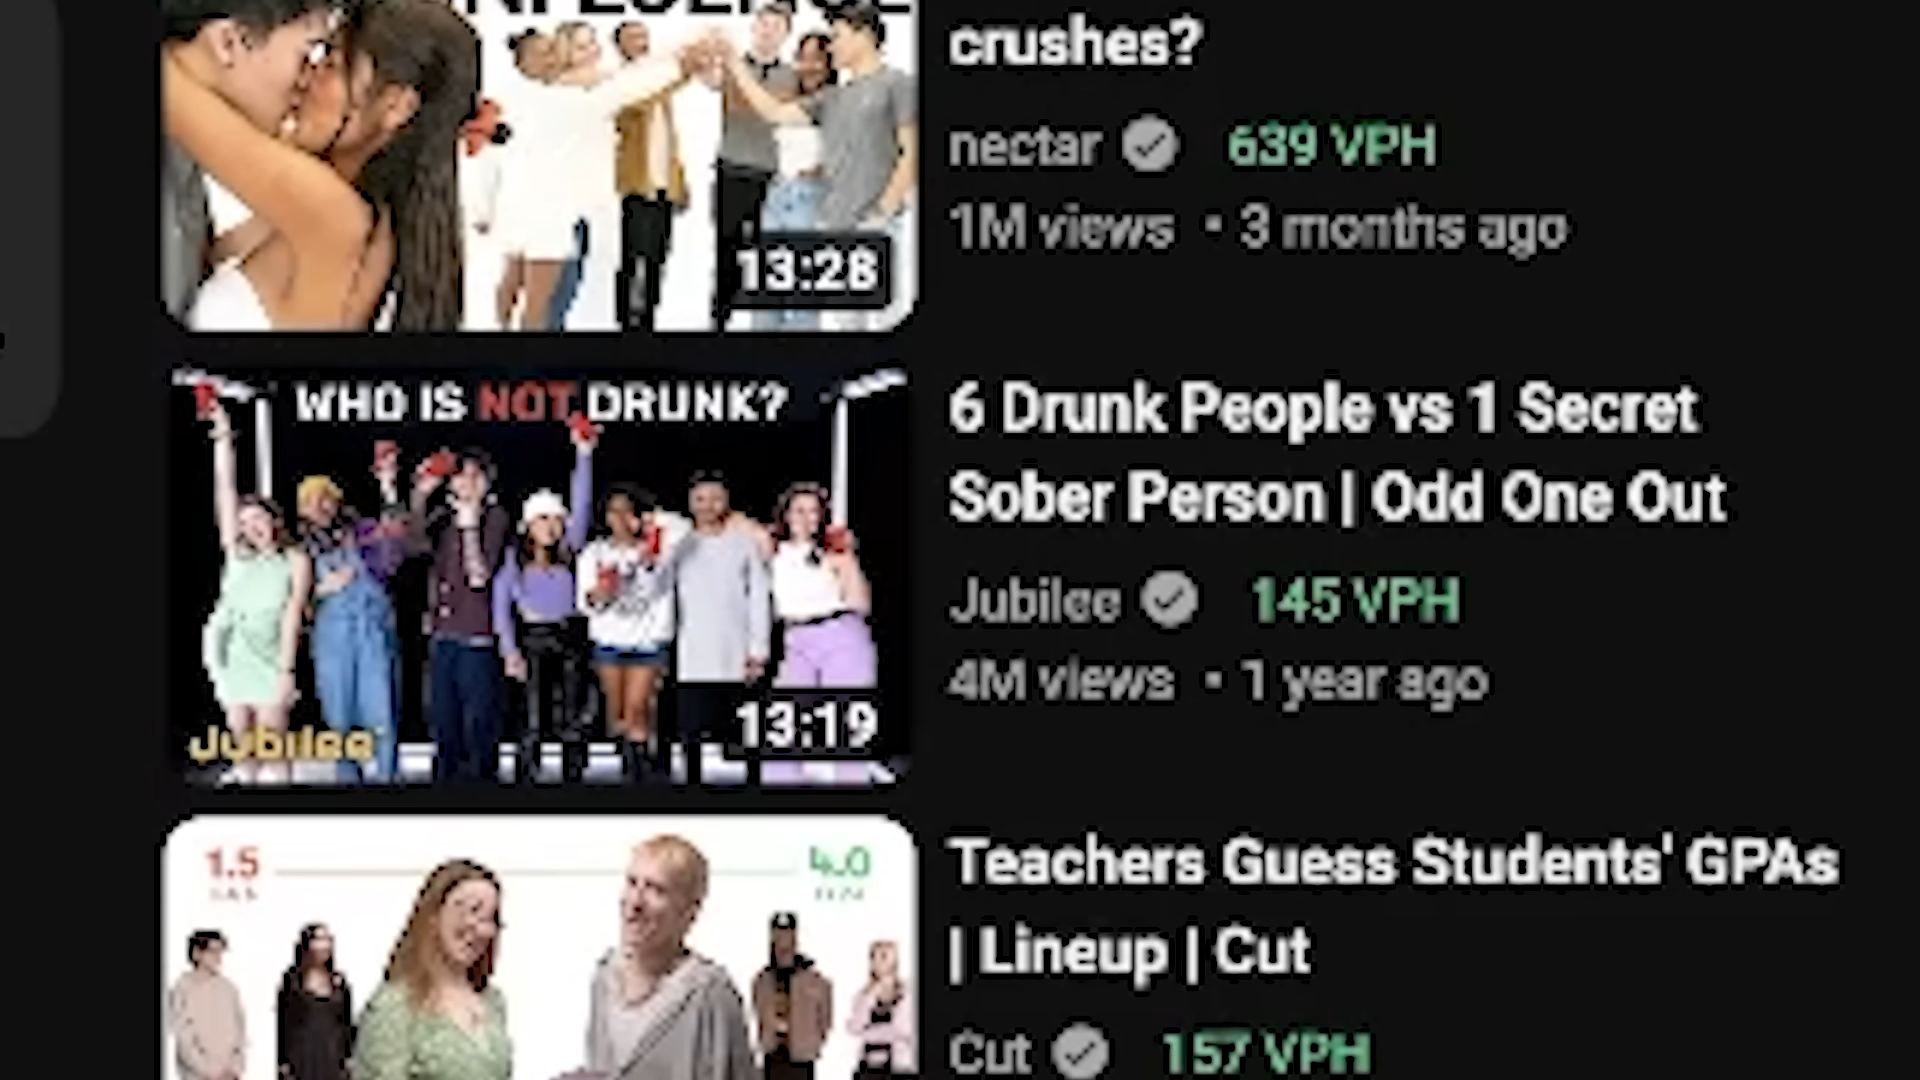 crushes?
nectar 639 VPH
1M views • 3 months ago
13:28
WHO IS NOT DRUNK?
Jubilee
13:19
6 Drunk People vs 1 Secret
Sober Person | Odd One Out
Jubilee 145 VPH
4M views • 1 year ago
1.5
4.0
Teachers Guess Students' GPAs
| Lineup | Cut
Cut 157 VPH